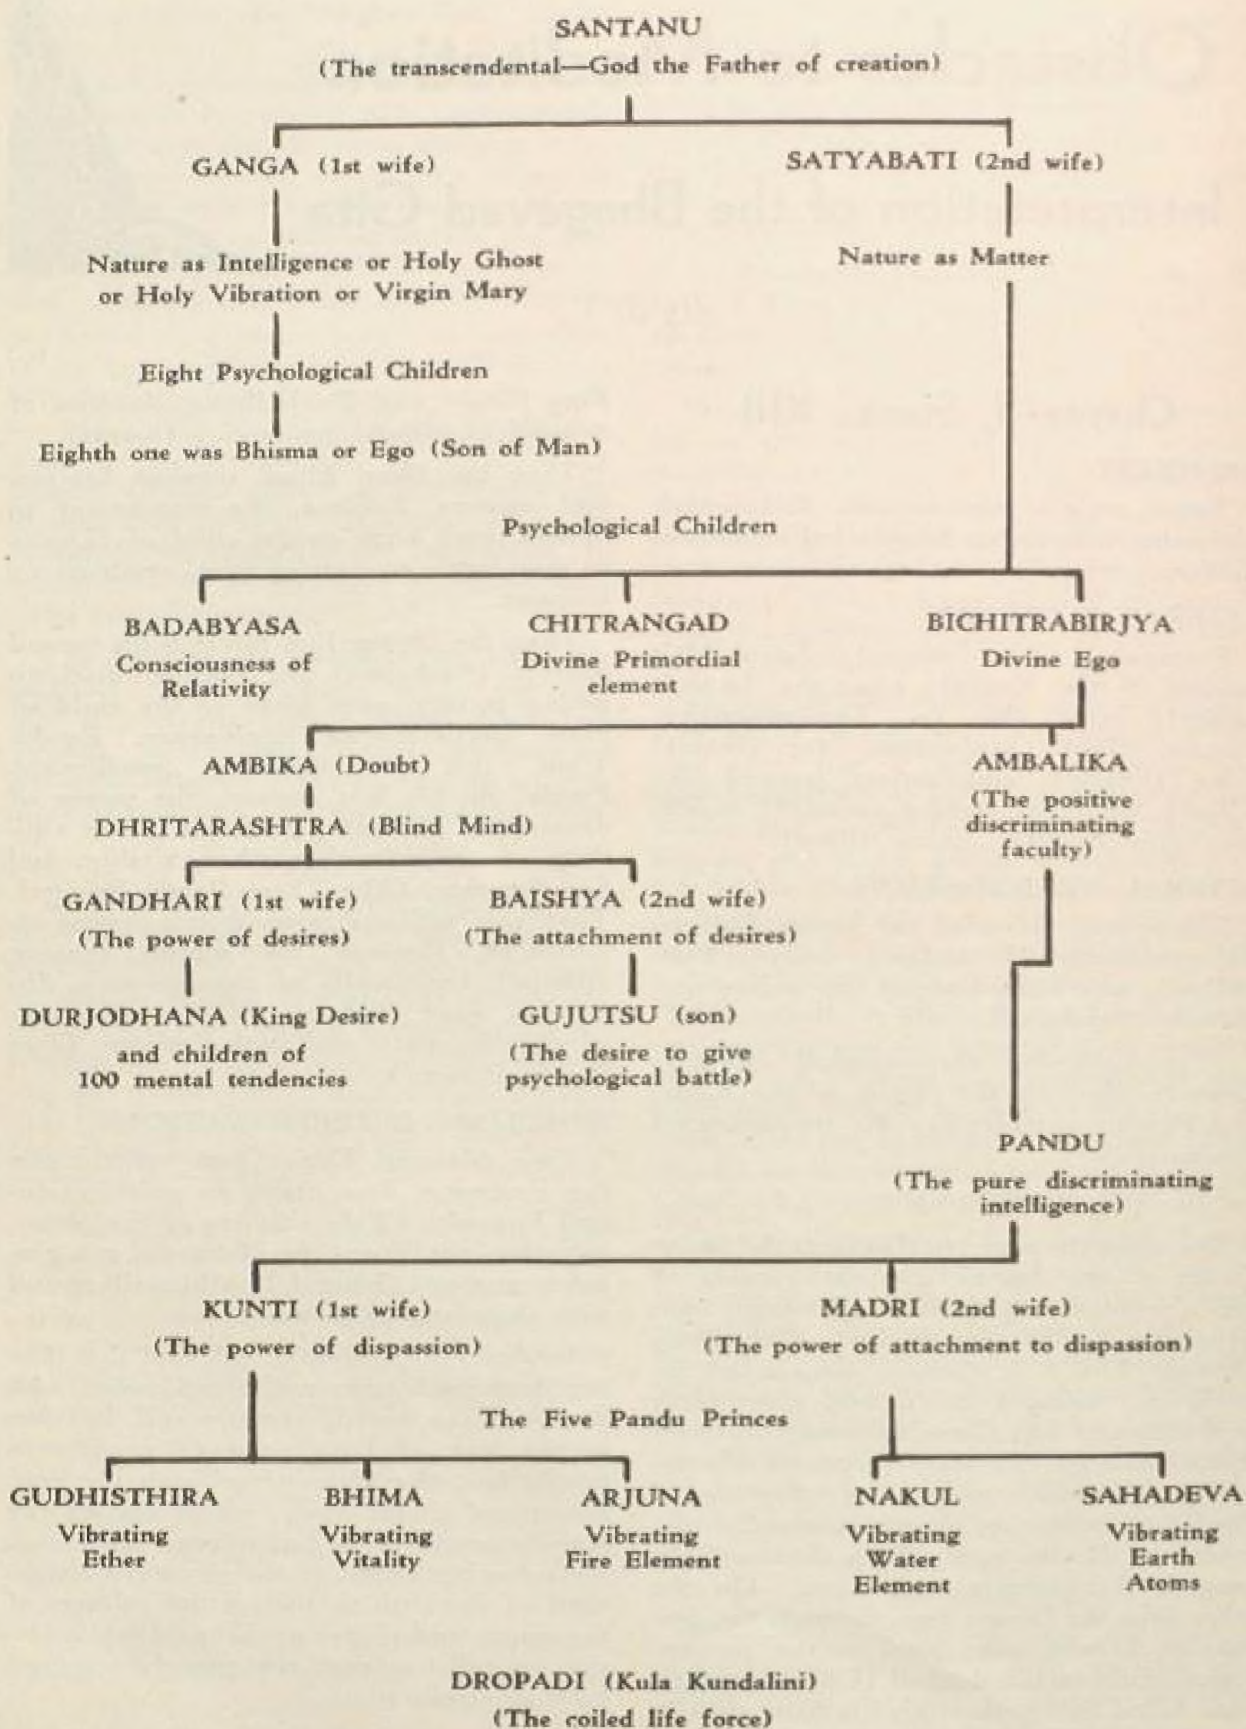 SANTANU
(The transcendental—God the Father of creation)
GANGA (1st wife)
SATYABATI (2nd wife)
Nature as Intelligence or Holy Ghost
or Holy Vibration or Virgin Mary
Nature as Matter
Eight Psychological Children
Eighth one was Bhisma or Ego (Son of Man)
Psychological Children
BADABYASA
Consciousness of
Relativity
CHITRANGAD
Divine Primordial
element
BICHITRABIRJYA
Divine Ego
AMBIKA (Doubt)
AMBALIKA
(The positive
discriminating
faculty)
DHRITARASHTRA (Blind Mind)
GANDHARI (1st wife)
(The power of desires)
BAISHYA (2nd wife)
(The attachment of desires)
DURJODHANA (King Desire)
and children of
100 mental tendencies
GUJUTSU (son)
(The desire to give
psychological battle)
PANDU
(The pure discriminating
intelligence)
KUNTI (1st wife)
(The power of dispassion)
MADRI (2nd wife)
(The power of attachment to dispassion)
The Five Pandu Princes
GUDHISTHIRA
Vibrating
Ether
BHIMA
Vibrating
Vitality
ARJUNA
Vibrating
Fire Element
NAKUL
Vibrating
Water
Element
SAHADEVA
Vibrating
Earth
Atoms
DROPADI (Kula Kundalini)
(The coiled life force)